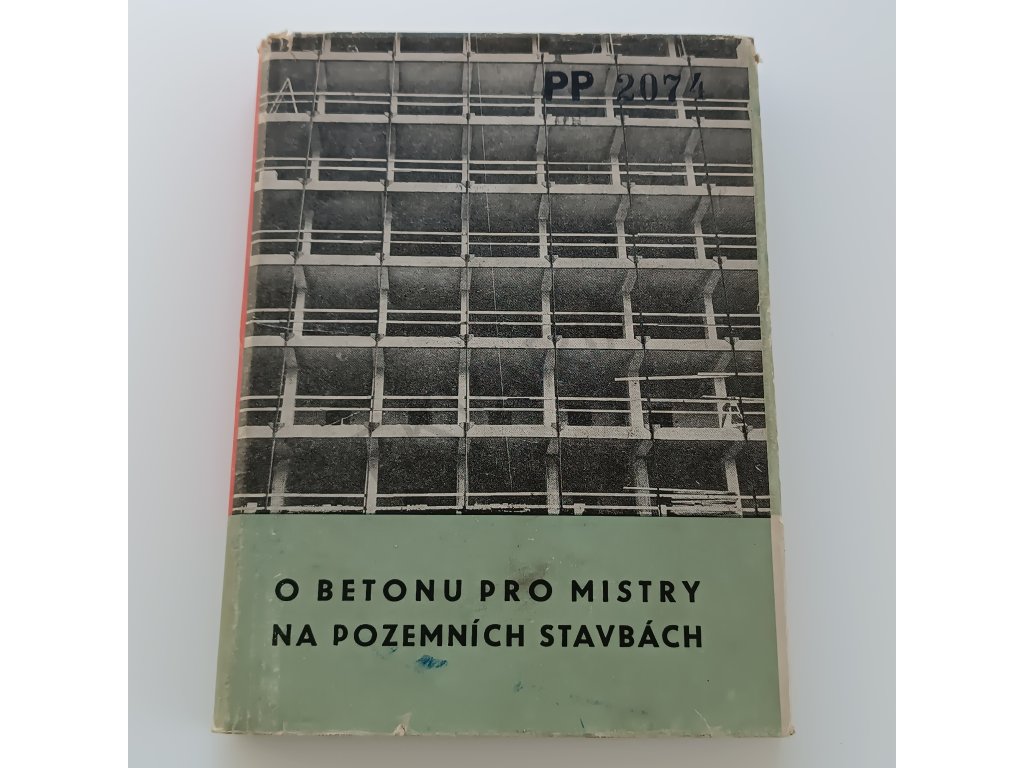 PP 2074
O BETONU PRO MISTRY
NA POZEMNÍCH STAVBÁCH